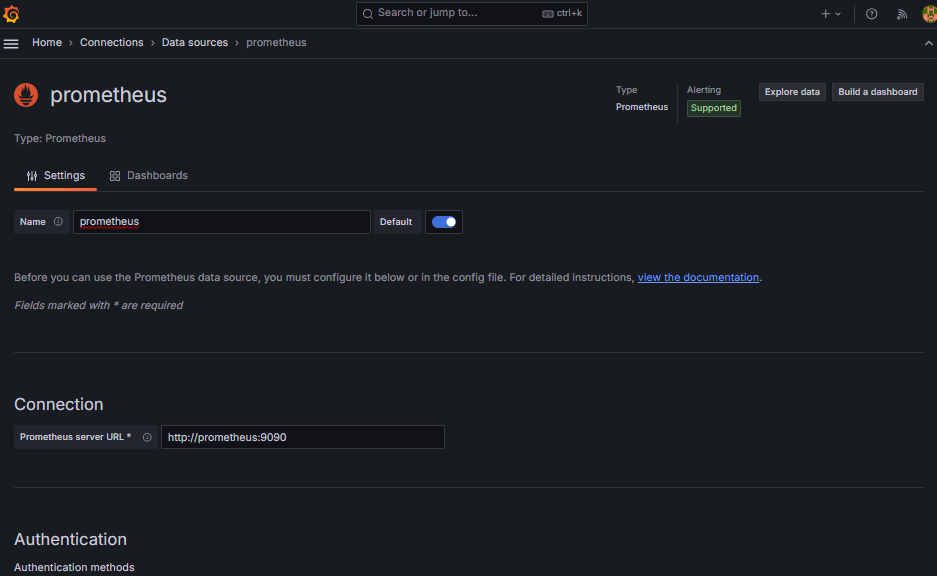 Search or jump to... ctrl+k
Home › Connections › Data sources › prometheus
prometheus
Type Alerting
Prometheus Supported
Explore data Build a dashboard
Type: Prometheus
Settings Dashboards
Name prometheus Default
Before you can use the Prometheus data source, you must configure it below or in the config file. For detailed instructions, view the documentation.
Fields marked with * are required
Connection
Prometheus server URL * http://prometheus:9090
Authentication
Authentication methods